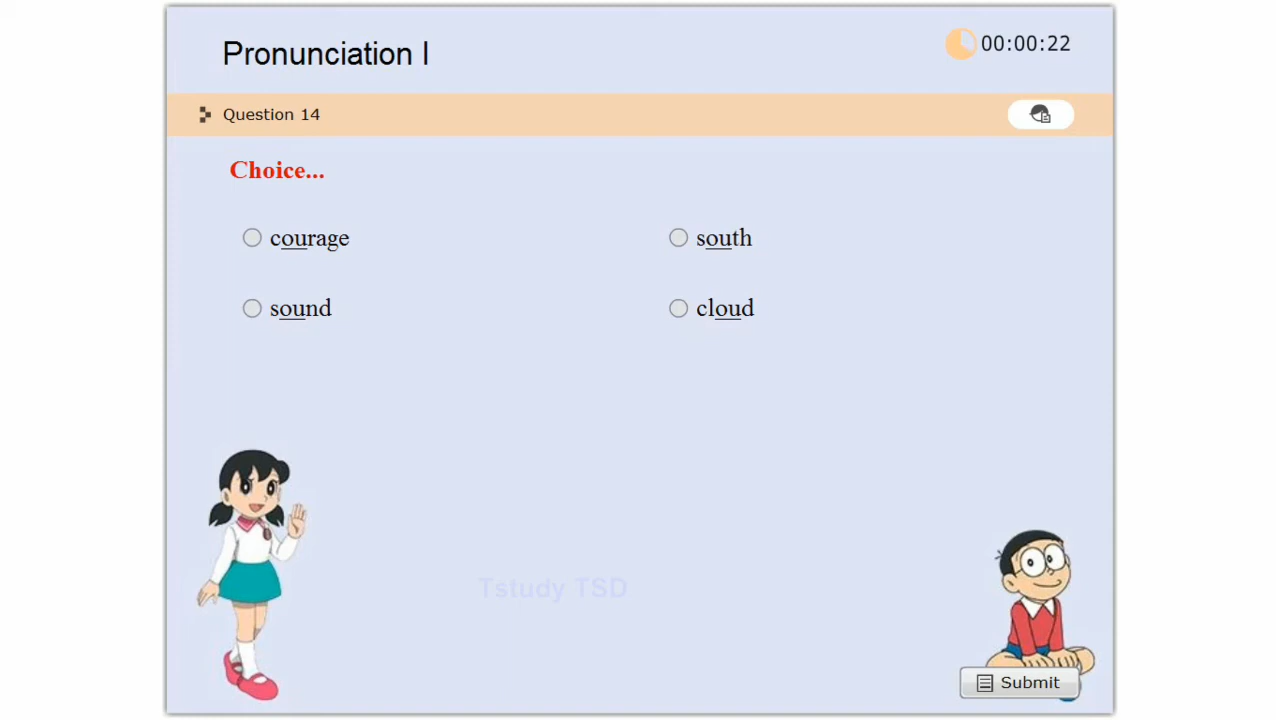 Pronunciation I
00:00:22
Question 14
Choice...
courage
south
sound
cloud
Tstudy TSD
Submit